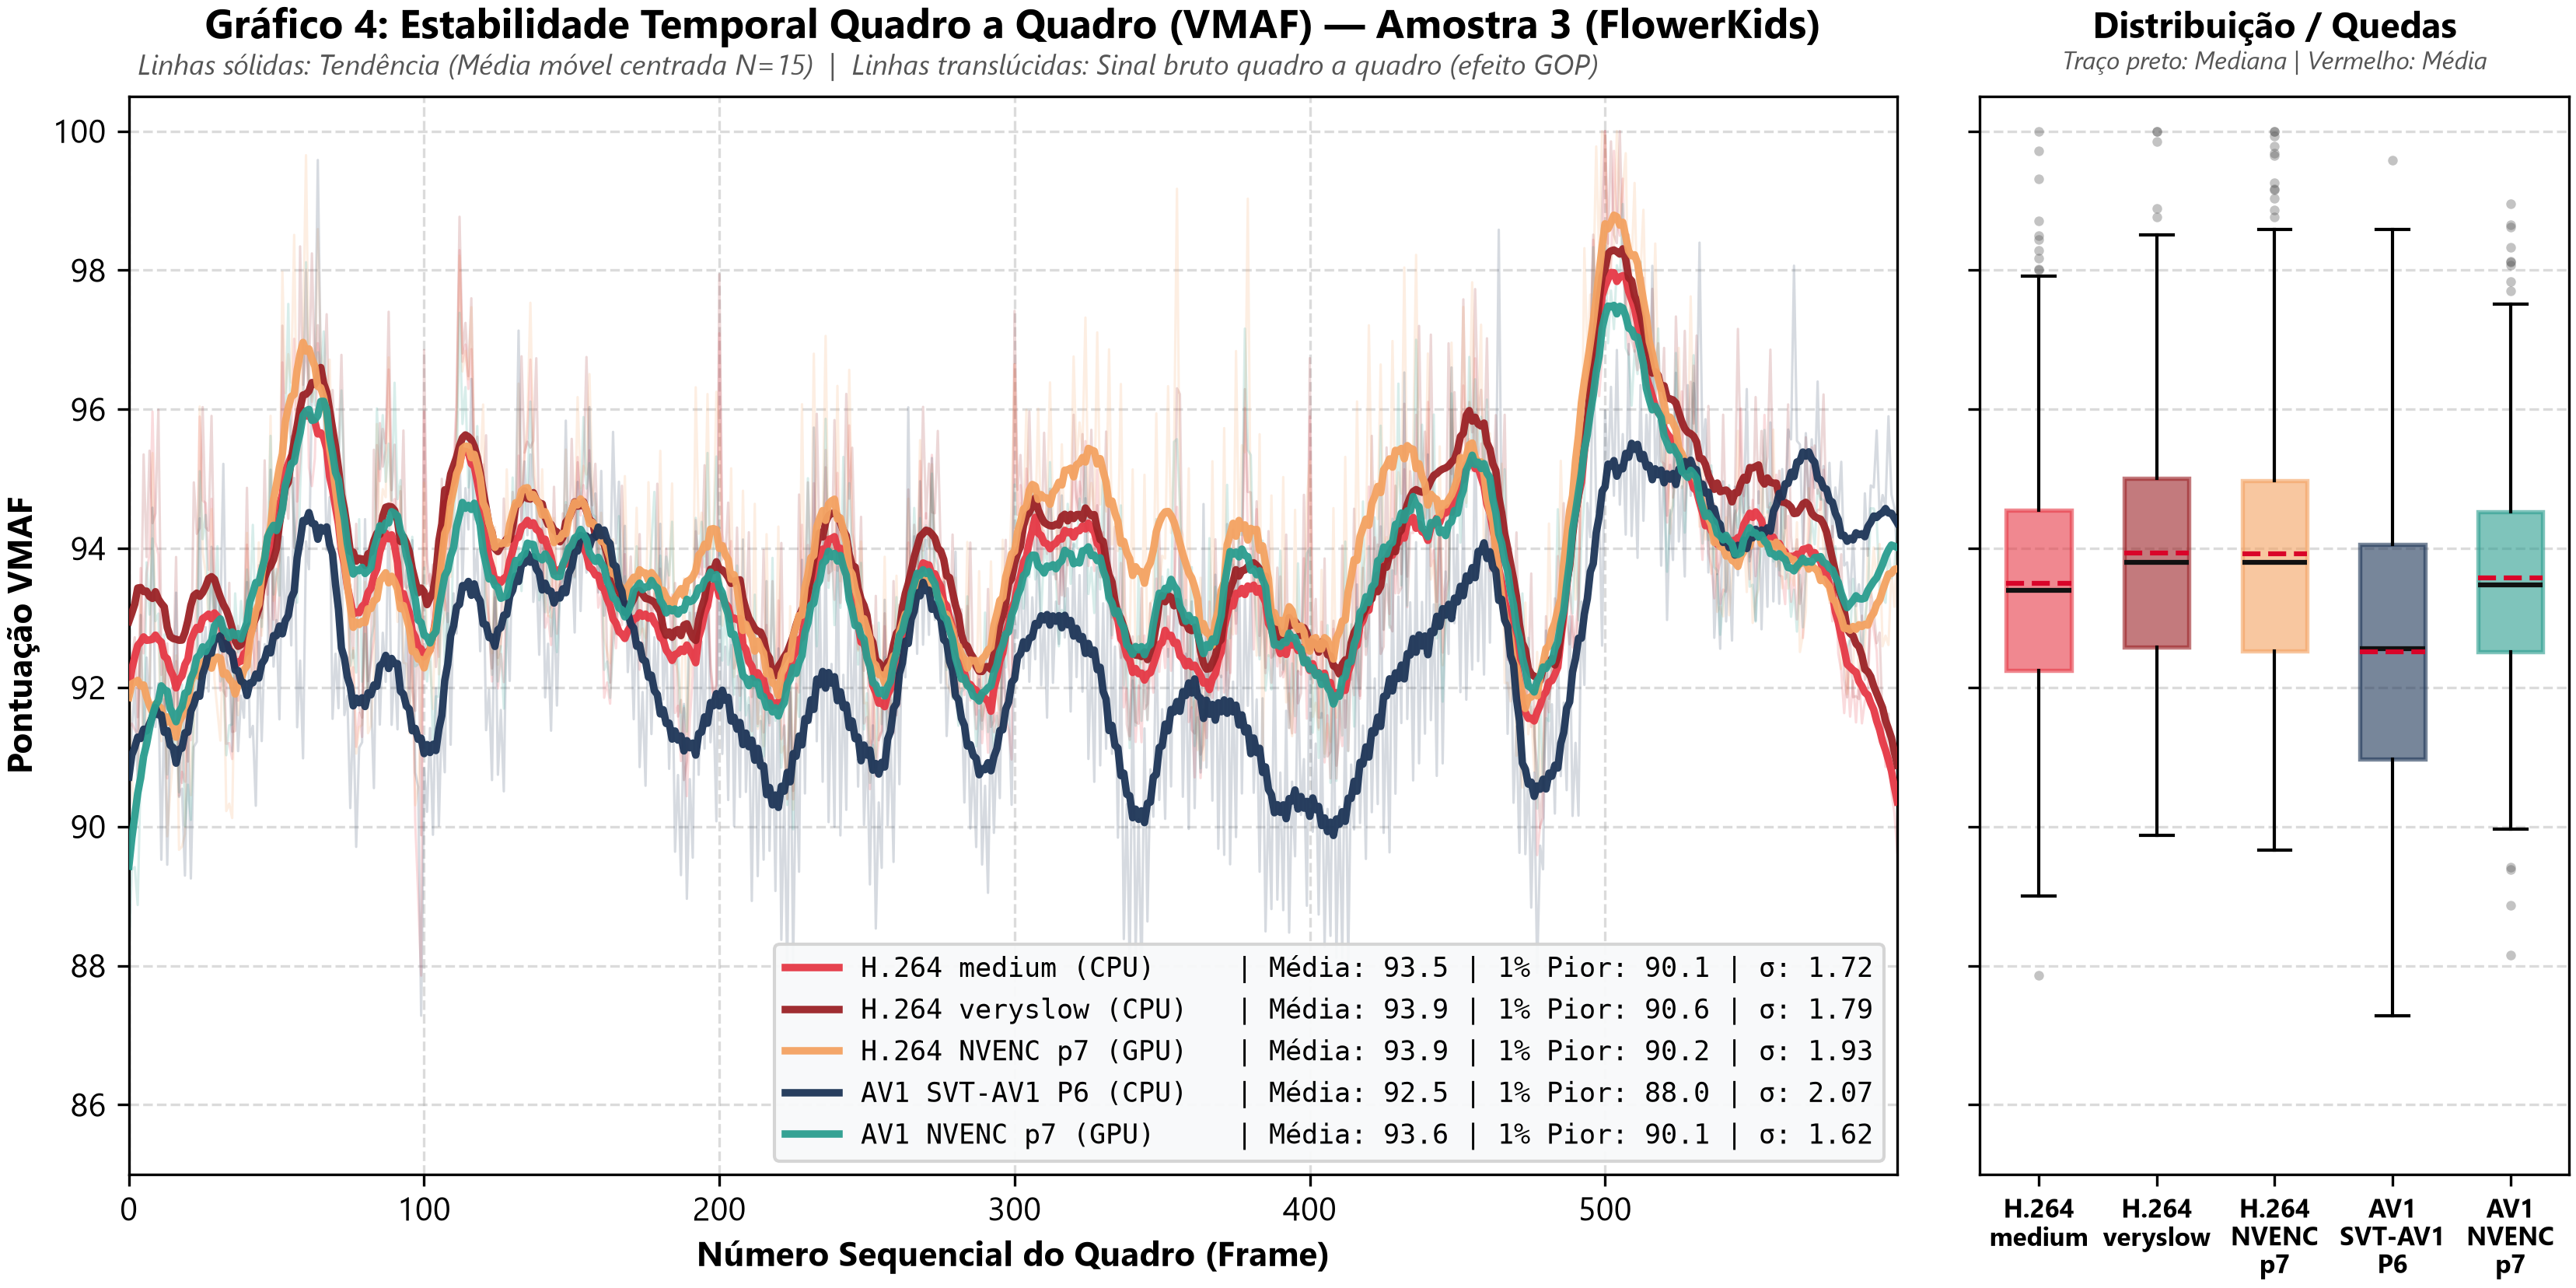 Gráfico 4: Estabilidade Temporal Quadro a Quadro (VMAF) — Amostra 3 (FlowerKids)
Linhas sólidas: Tendência (Média móvel centrada N=15) | Linhas translúcidas: Sinal bruto quadro a quadro (efeito GOP)
Pontuação VMAF
100
98
96
94
92
90
88
86
H.264 medium (CPU) | Média: 93.5 | 1% Pior: 90.1 | σ: 1.72
H.264 veryslow (CPU) | Média: 93.9 | 1% Pior: 90.6 | σ: 1.79
H.264 NVENC p7 (GPU) | Média: 93.9 | 1% Pior: 90.2 | σ: 1.93
AV1 SVT-AV1 P6 (CPU) | Média: 92.5 | 1% Pior: 88.0 | σ: 2.07
AV1 NVENC p7 (GPU) | Média: 93.6 | 1% Pior: 90.1 | σ: 1.62
0 100 200 300 400 500
Número Sequencial do Quadro (Frame)
Distribuição / Quedas
Traço preto: Mediana | Vermelho: Média
H.264 H.264 H.264 AV1 AV1
medium veryslow NVENC SVT-AV1 NVENC
p7 P6 p7